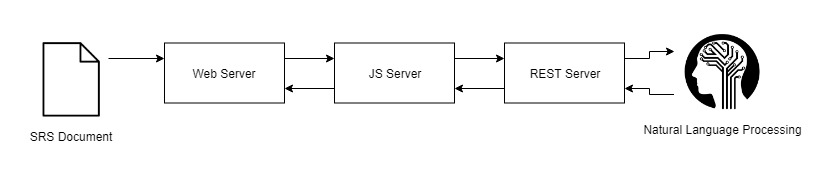 Web Server
JS Server
REST Server
SRS Document
Natural Language Processing